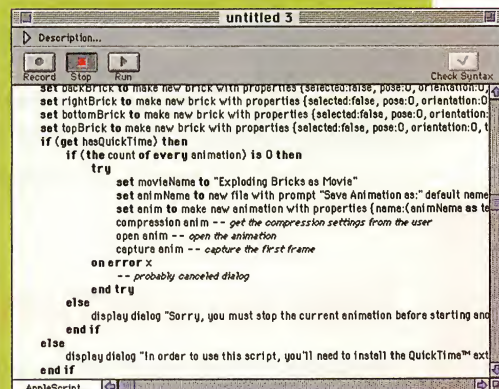 untitled 3
Description...
Record Stop Run Check Syntax
set backBrick to make new brick with properties {selected:false, pose:0, orientation:0,
set rightBrick to make new brick with properties {selected:false, pose:0, orientation:0
set bottomBrick to make new brick with properties {selected:false, pose:0, orientation:
set topBrick to make new brick with properties {selected:false, pose:0, orientation:0, t
if (get hasQuickTime) then
if (the count of every animation) is 0 then
try
set movieName to "Exploding Bricks as Movie"
set animName to new file with prompt "Save Animation as:" default name
set anim to make new animation with properties {name:(animName as te
compression anim -- get the compression settings from the user
open anim -- open the animation
capture anim -- capture the first frame
on error x
-- probably canceled dialog
end try
else
display dialog "Sorry, you must stop the current animation before starting ano
end if
else
display dialog "In order to use this script, you'll need to install the QuickTime™ ext
end if
AppleScript